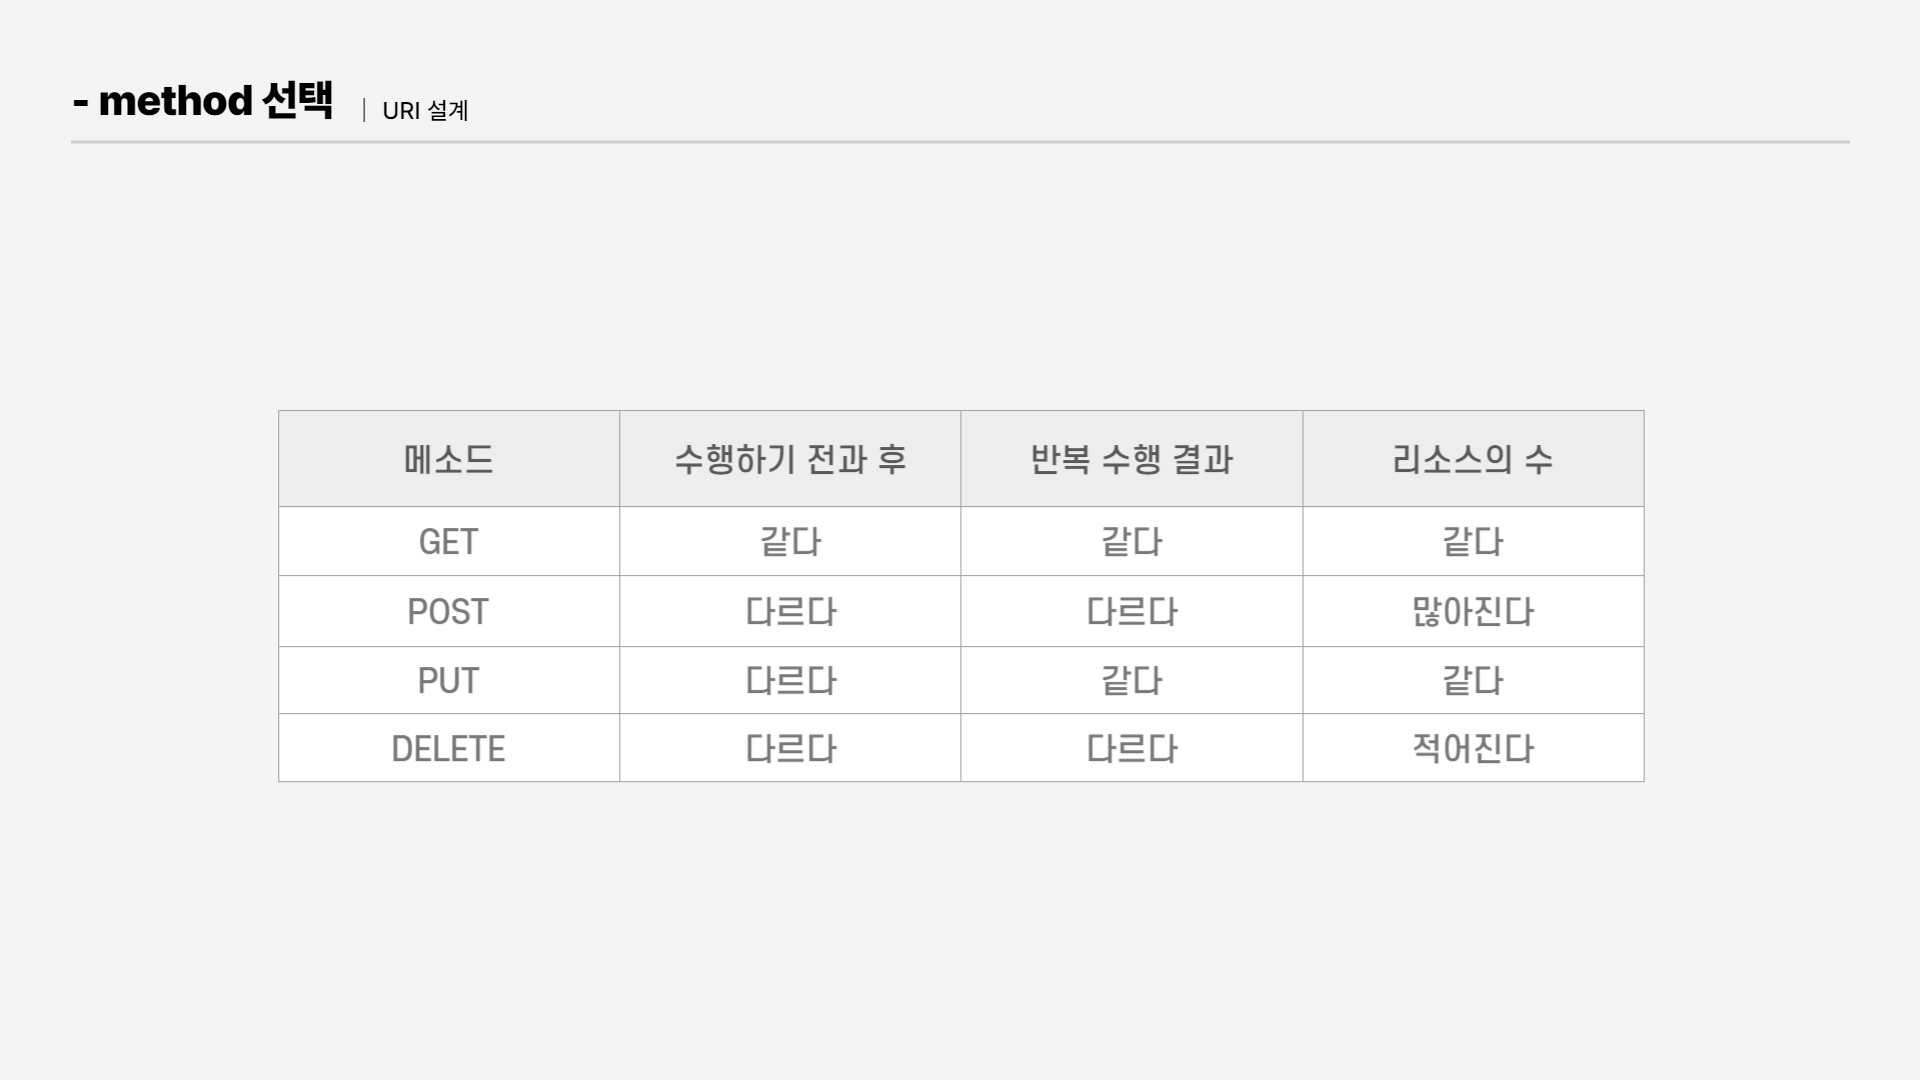 - method 선택 | URI 설계
메소드 수행하기 전과 후 반복 수행 결과 리소스의 수
GET 같다 같다 같다
POST 다르다 다르다 많아진다
PUT 다르다 같다 같다
DELETE 다르다 다르다 적어진다